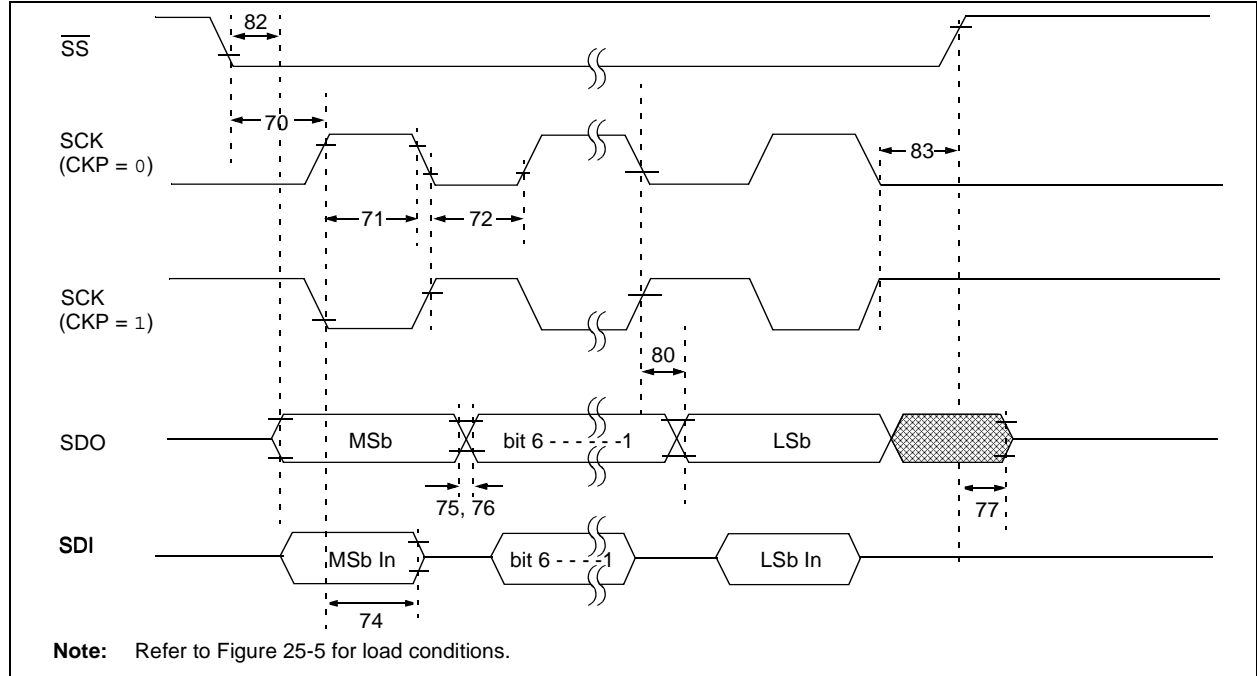 82
SS
70
SCK
(CKP = 0)
83
71
72
SCK
(CKP = 1)
80
SDO
MSb
bit 6 - - - - - -1
LSb
75, 76
77
SDI
MSb In
bit 6 - - - -1
LSb In
74
Note: Refer to Figure 25-5 for load conditions.